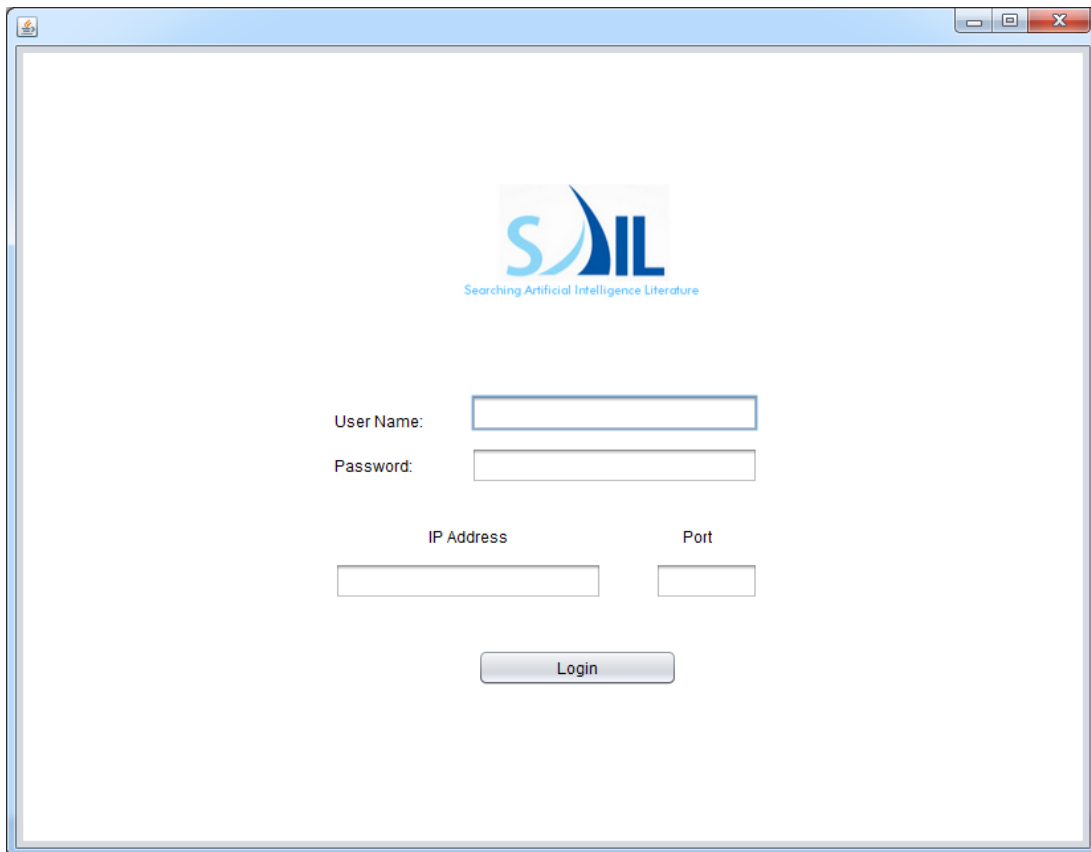 SAIL
Searching Artificial Intelligence Literature
User Name:
Password:
IP Address Port
Login